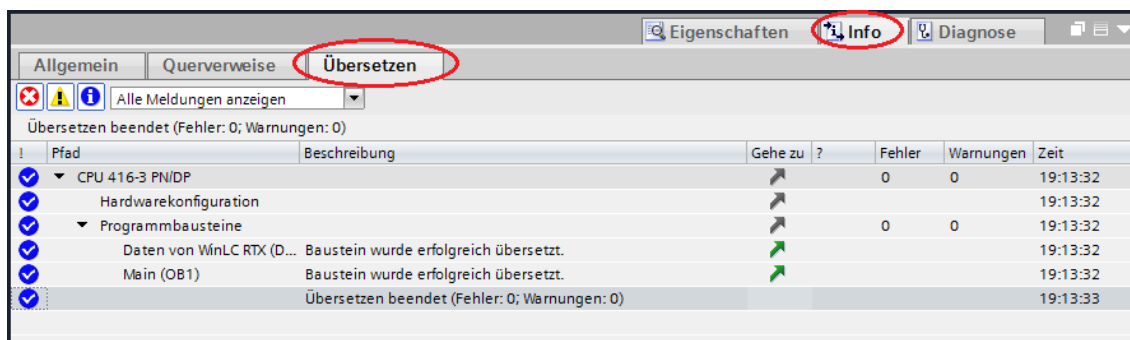 Eigenschaften Info Diagnose
Allgemein Querverweise Übersetzen
Alle Meldungen anzeigen
Übersetzen beendet (Fehler: 0; Warnungen: 0)
! Pfad Beschreibung Gehe zu ? Fehler Warnungen Zeit
CPU 416-3 PN/DP 0 0 19:13:32
Hardwarekonfiguration 19:13:32
Programmbausteine 0 0 19:13:32
Daten von WinLC RTX (D... Baustein wurde erfolgreich übersetzt. 19:13:32
Main (OB1) Baustein wurde erfolgreich übersetzt. 19:13:32
Übersetzen beendet (Fehler: 0; Warnungen: 0) 19:13:33